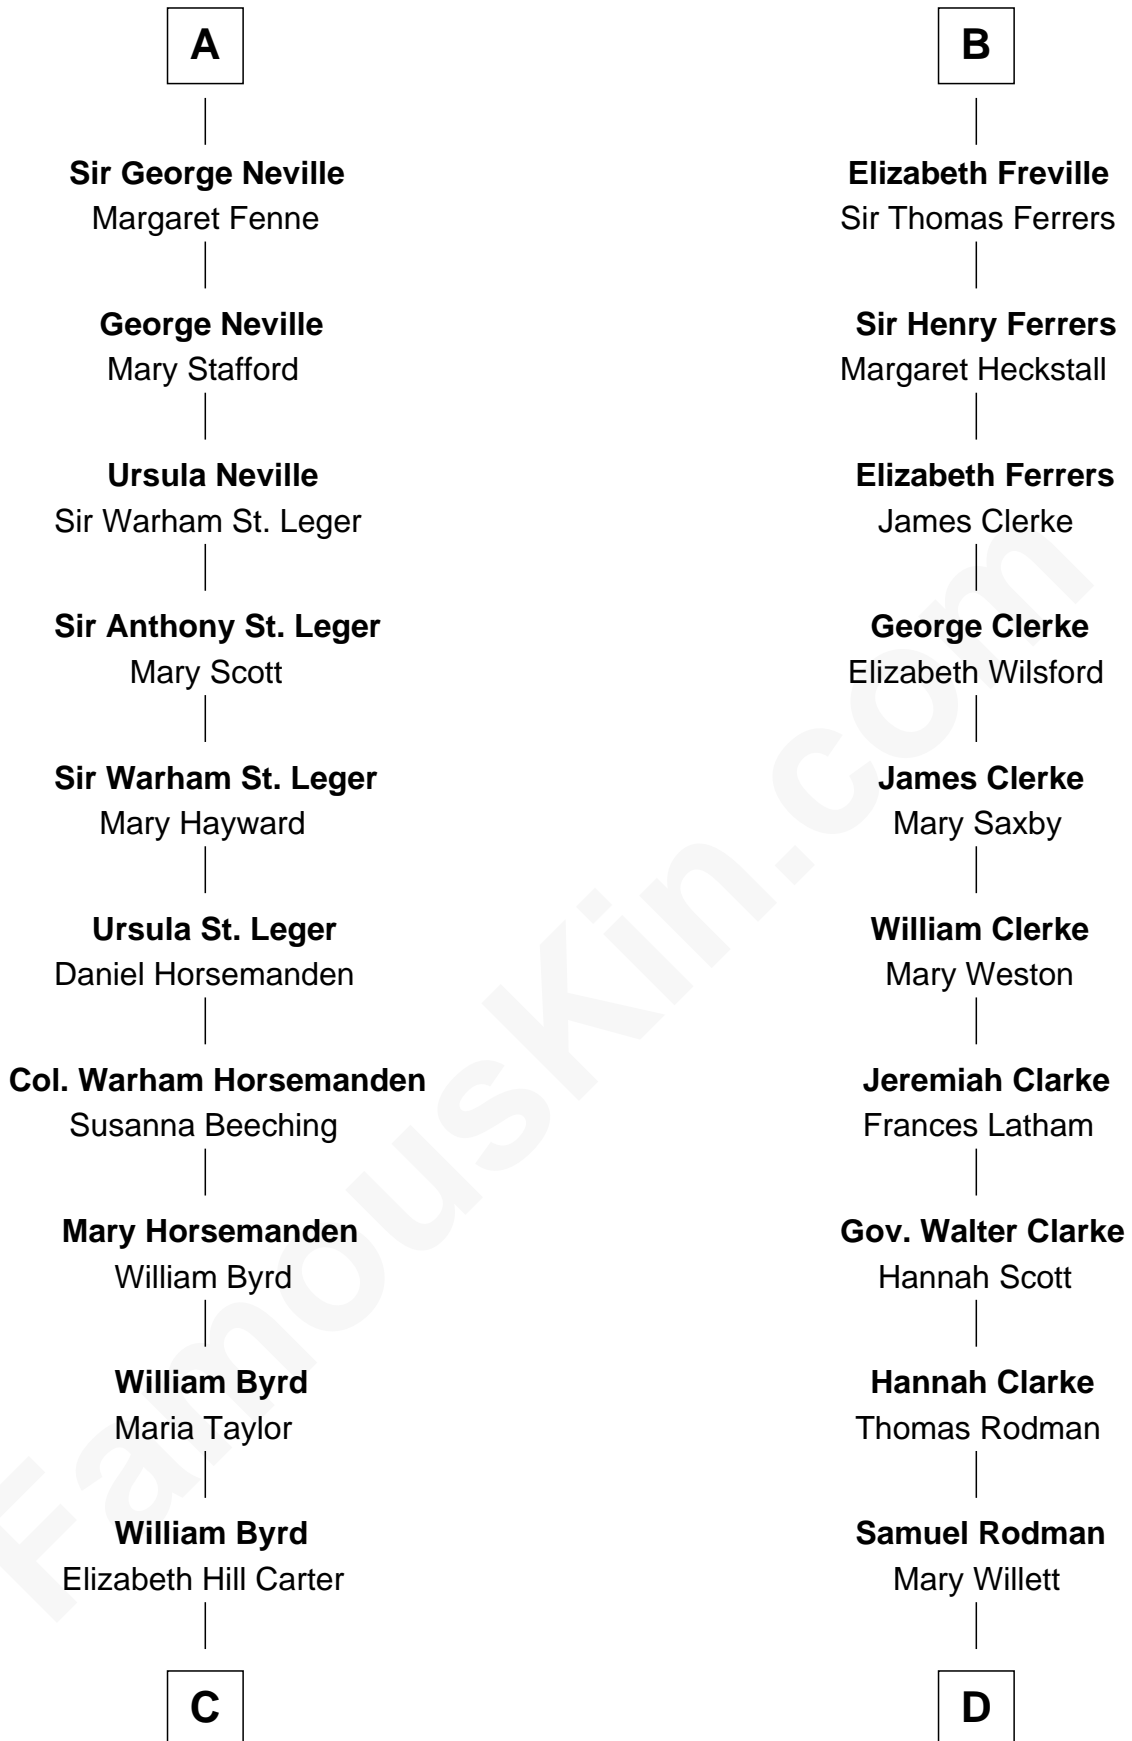 A
Sir George Neville
Margaret Fenne
George Neville
Mary Stafford
Ursula Neville
Sir Warham St. Leger
Sir Anthony St. Leger
Mary Scott
Sir Warham St. Leger
Mary Hayward
Ursula St. Leger
Daniel Horsemanden
Col. Warham Horsemanden
Susanna Beeching
Mary Horsemanden
William Byrd
William Byrd
Maria Taylor
William Byrd
Elizabeth Hill Carter
C
B
Elizabeth Freville
Sir Thomas Ferrers
Sir Henry Ferrers
Margaret Heckstall
Elizabeth Ferrers
James Clerke
George Clerke
Elizabeth Wilsford
James Clerke
Mary Saxby
William Clerke
Mary Weston
Jeremiah Clarke
Frances Latham
Gov. Walter Clarke
Hannah Scott
Hannah Clarke
Thomas Rodman
Samuel Rodman
Mary Willett
D
FamousKin.com